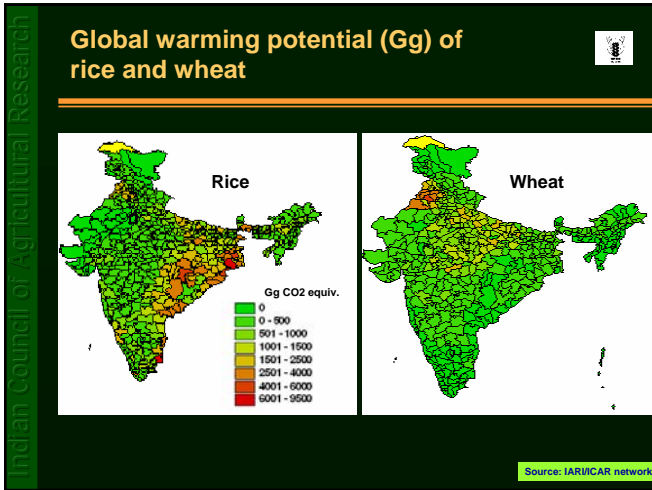 Global warming potential (Gg) of
rice and wheat
Indian Council of Agricultural Research
Rice
Wheat
Gg CO2 equiv.
0
0 - 500
501 - 1000
1001 - 1500
1501 - 2500
2501 - 4000
4001 - 6000
6001 - 9500
Source: IARI/ICAR network